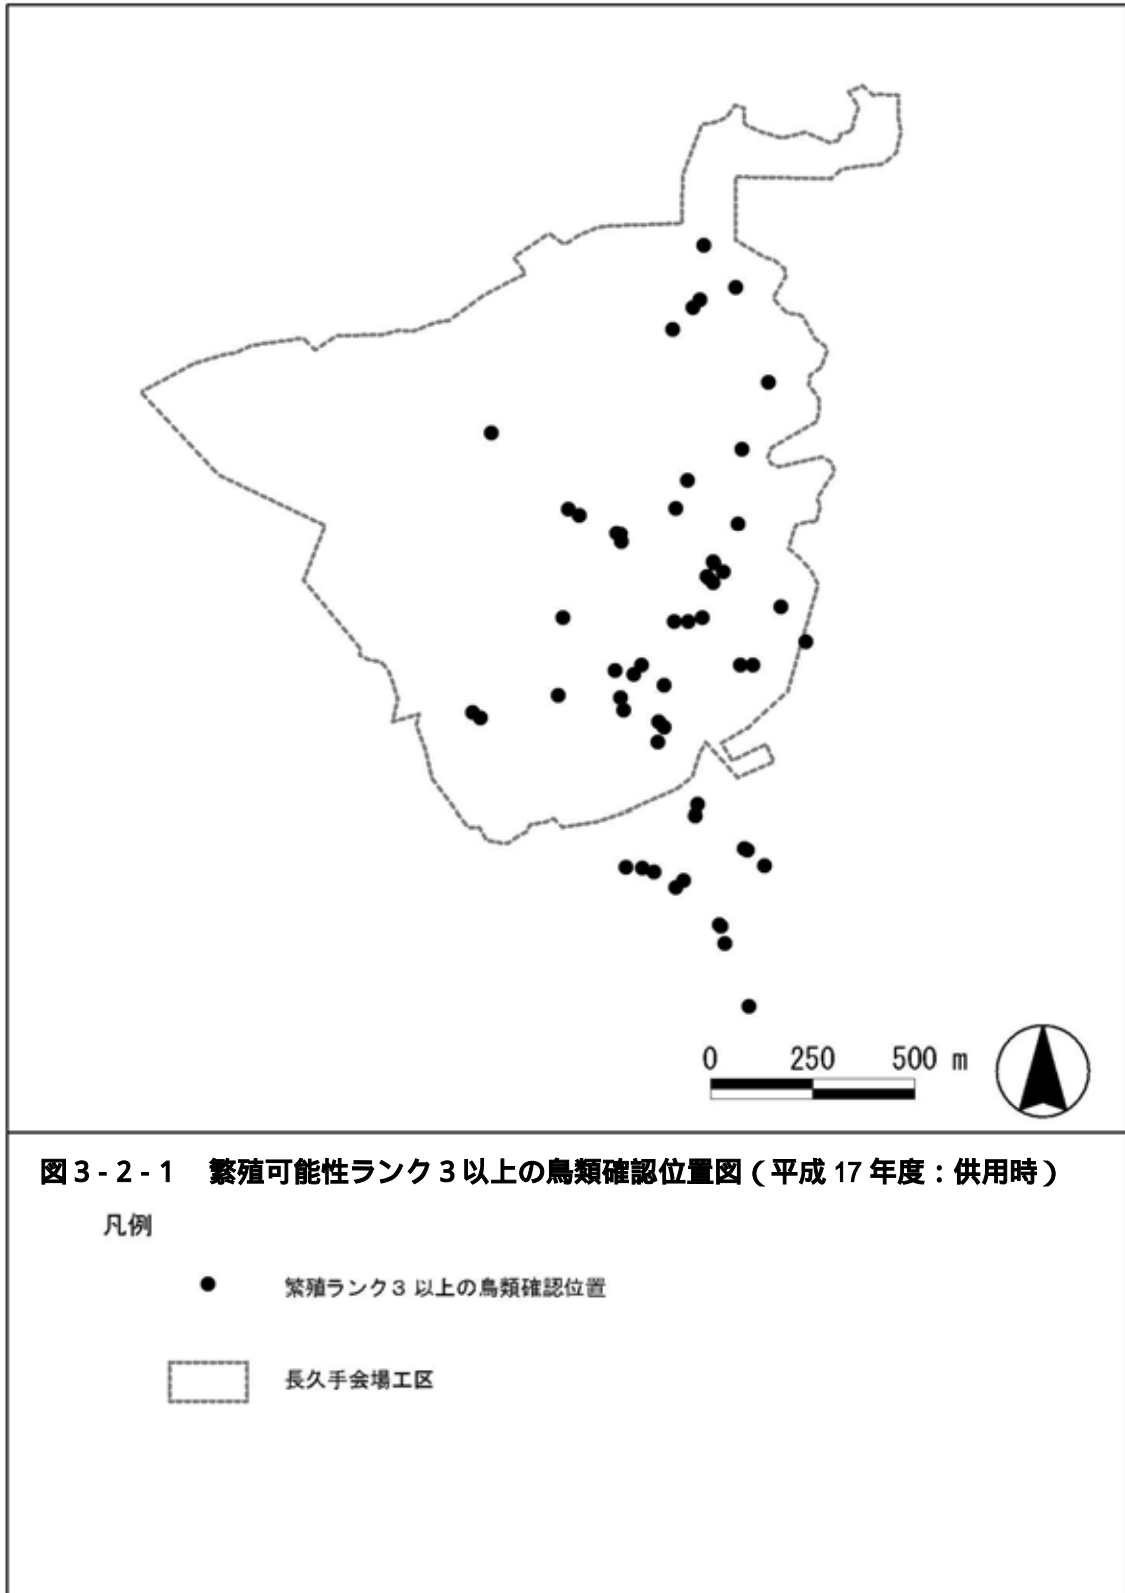 0 250 500 m
図3-2-1 繁殖可能性ランク3以上の鳥類確認位置図(平成17年度:供用時)
凡例
繁殖ランク3以上の鳥類確認位置
長久手会場工区